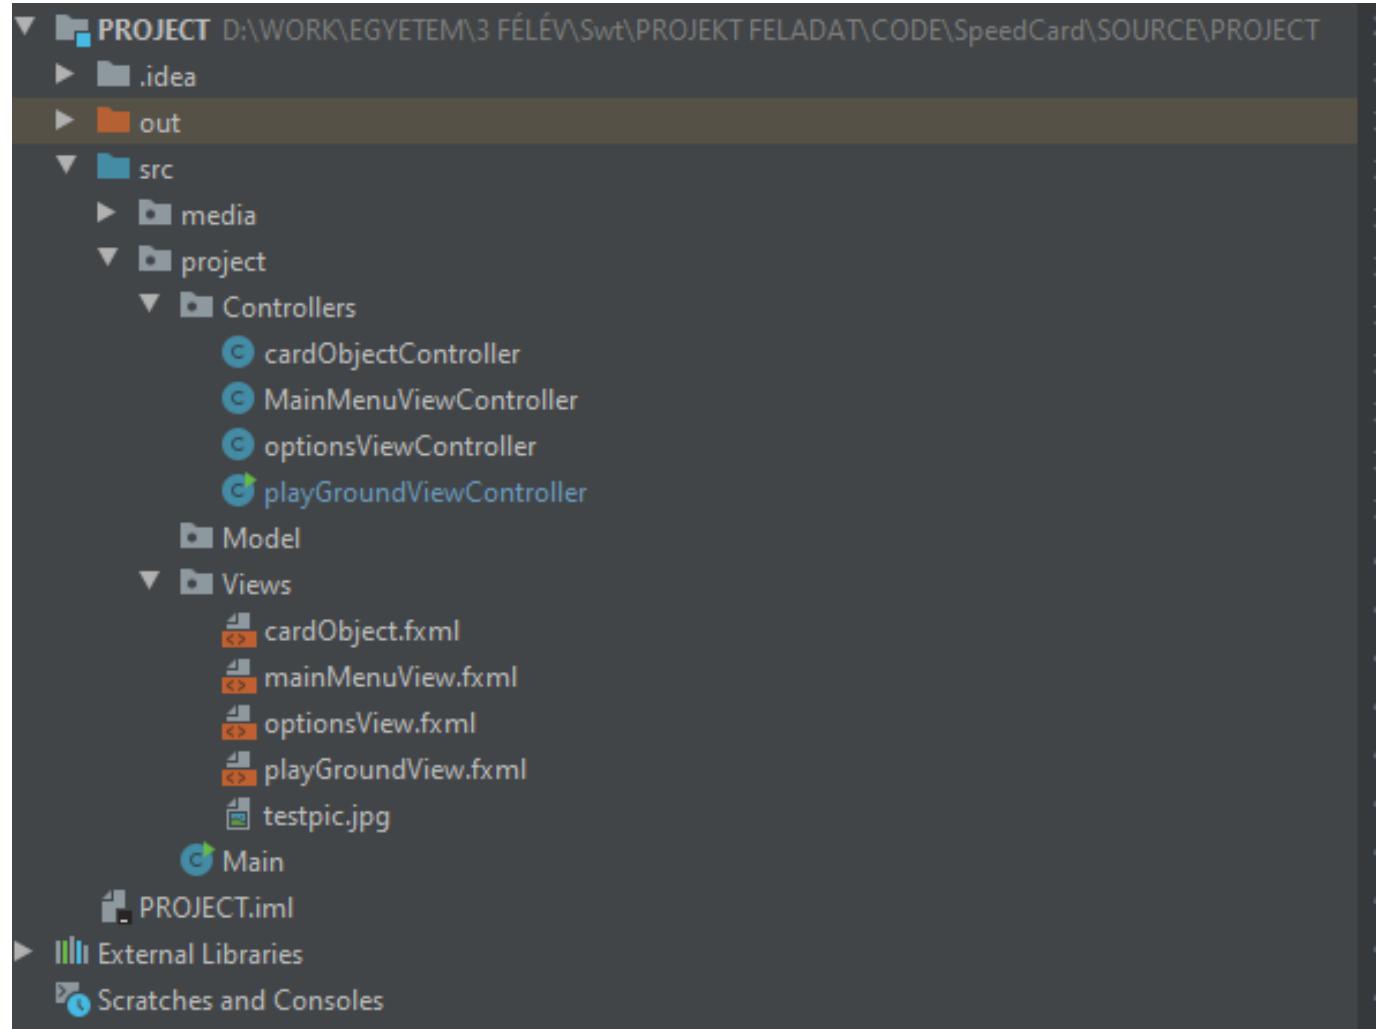 PROJECT D:\WORK\EGYETEM\3 FÉLÉV\Swt\PROJEKT FELADAT\CODE\SpeedCard\SOURCE\PROJECT
.idea
out
src
media
project
Controllers
cardObjectController
MainMenuViewController
optionsViewController
playGroundViewController
Model
Views
cardObject.fxml
mainMenuView.fxml
optionsView.fxml
playGroundView.fxml
testpic.jpg
Main
PROJECT.iml
External Libraries
Scratches and Consoles